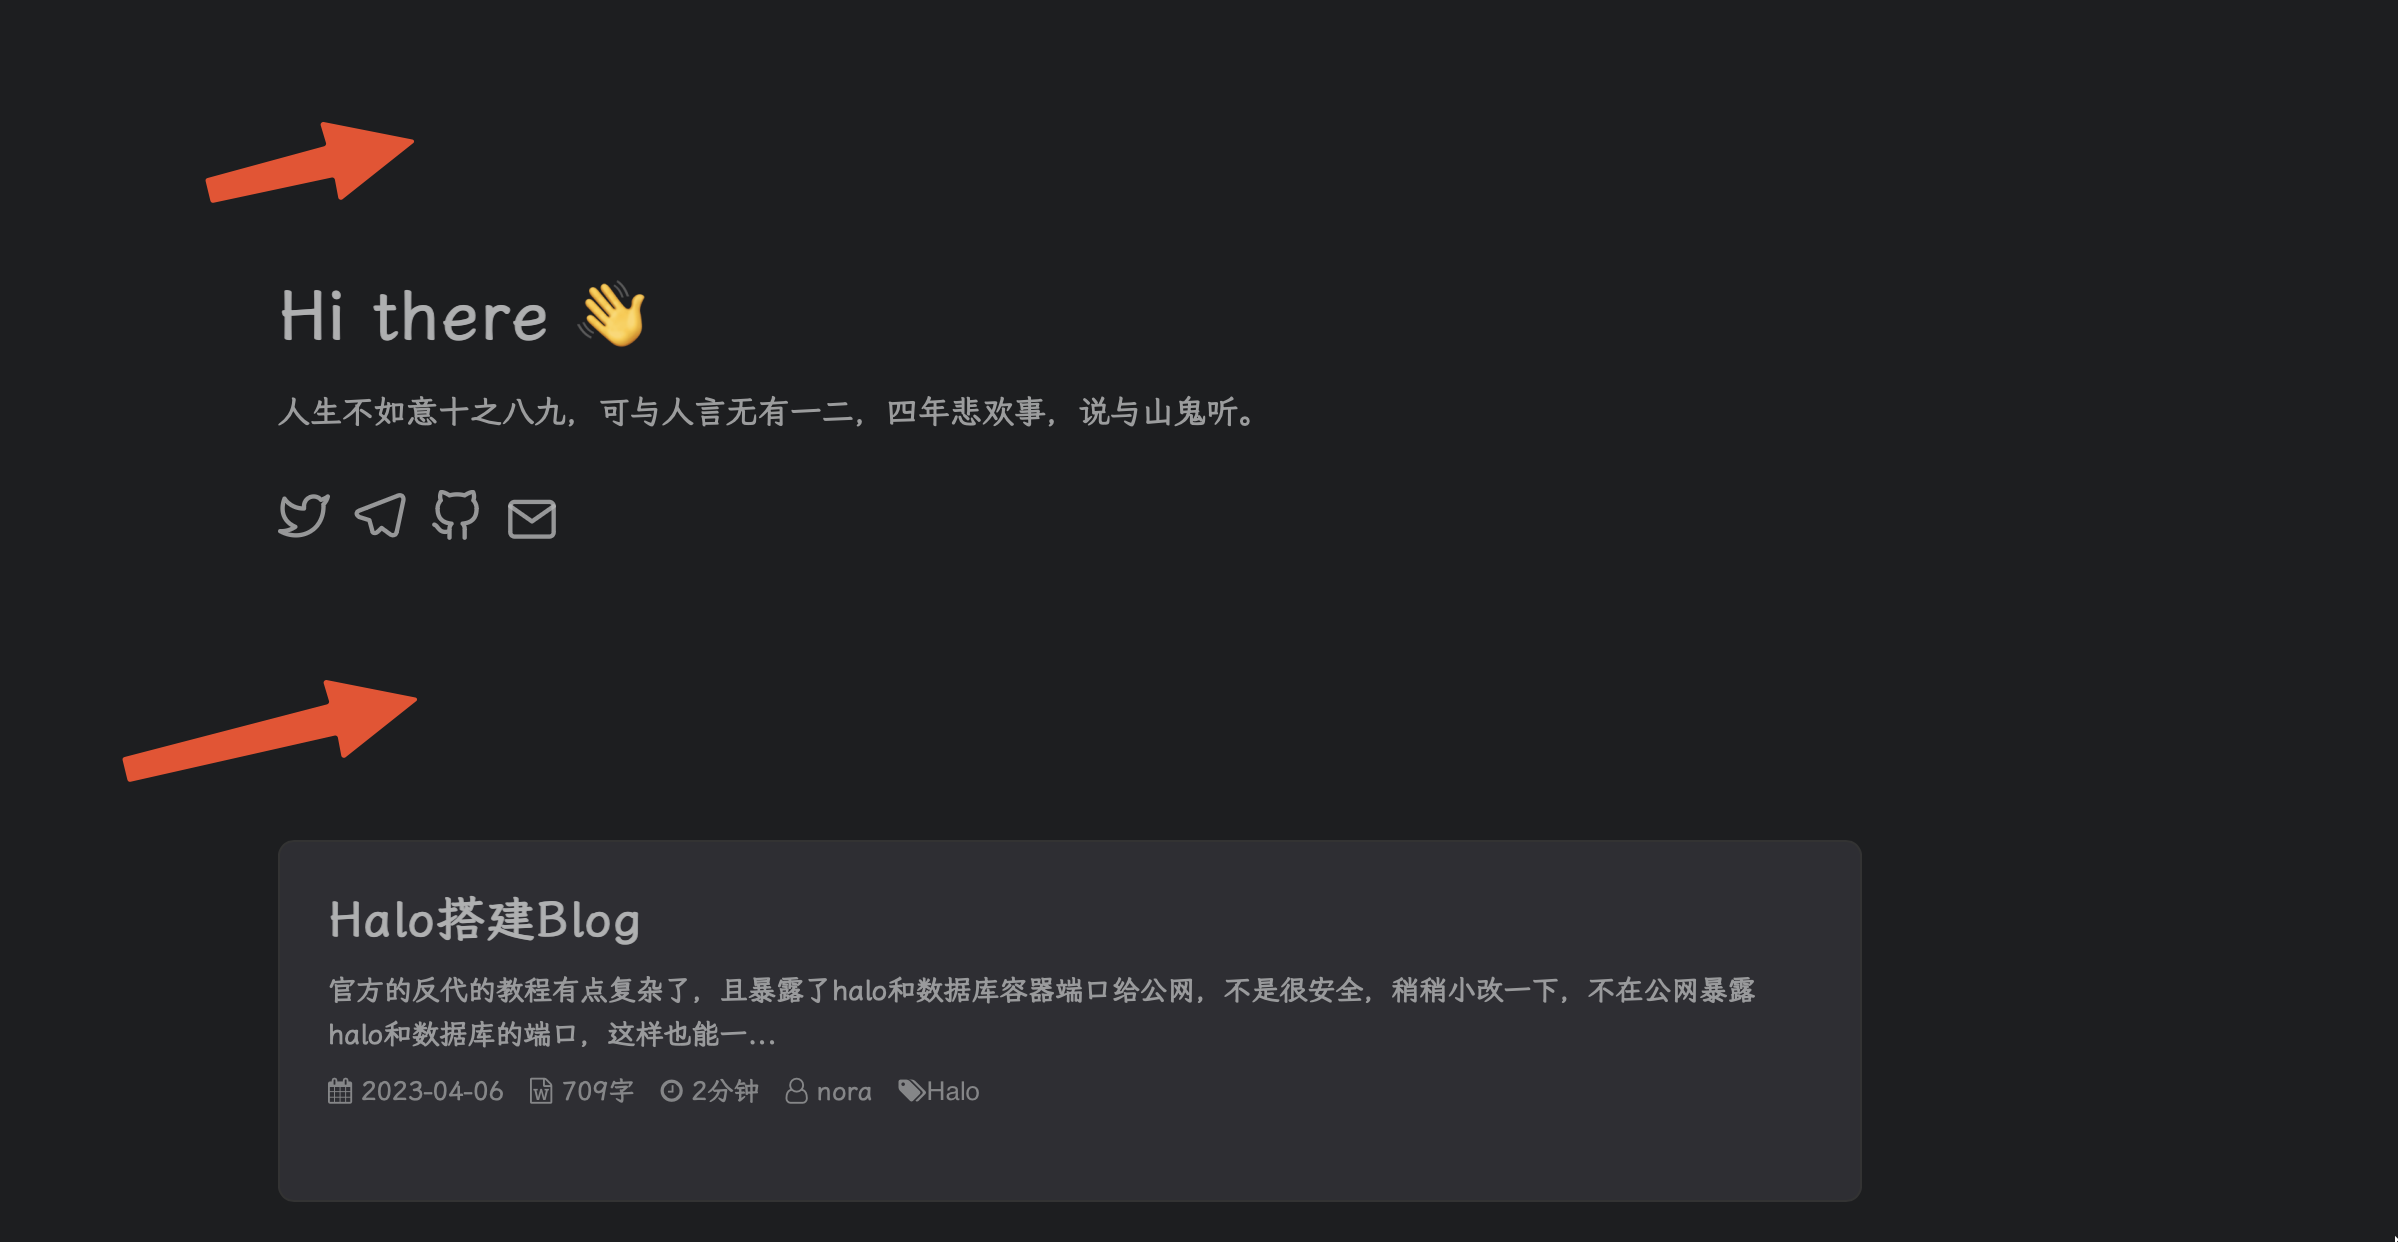 Hi there 👋
人生不如意十之八九，可与人言无有一二，四年悲欢事，说与山鬼听。
Halo搭建Blog
官方的反代的教程有点复杂了，且暴露了halo和数据库容器端口给公网，不是很安全，稍稍小改一下，不在公网暴露
halo和数据库的端口，这样也能一...
2023-04-06 709字 2分钟 nora Halo